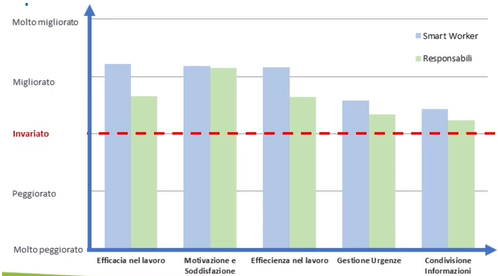 Molto migliorato
Smart Worker
Responsabili
Migliorato
Invariato
Peggiorato
Molto peggiorato
Efficacia nel lavoro
Motivazione e
Soddisfazione
Effiecienza nel lavoro
Gestione Urgenze
Condivisione
Informazioni